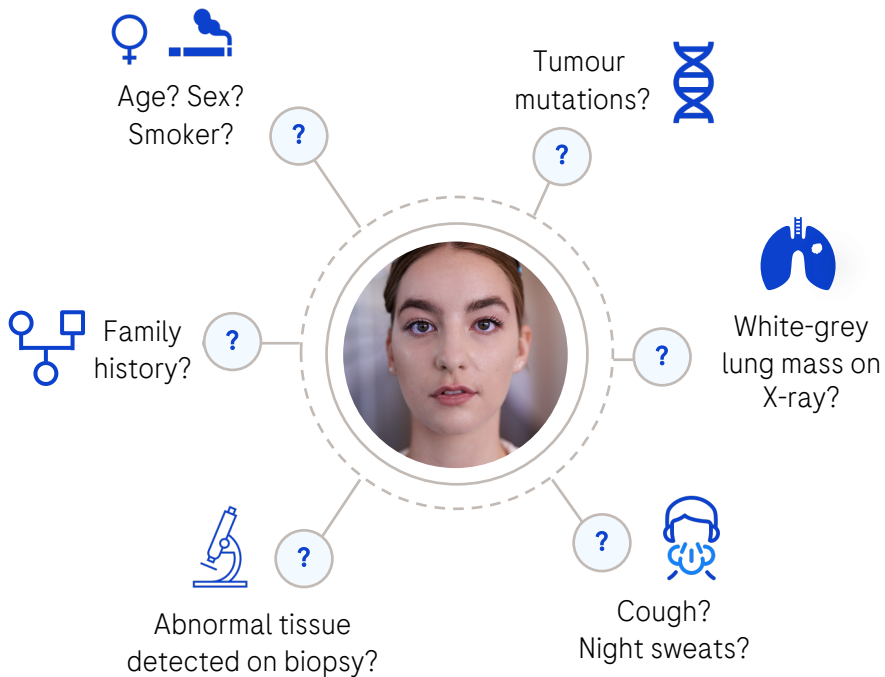 Age? Sex?
Smoker?
?
Tumour
mutations?
?
Family
history?
?
?
White-grey
lung mass on
X-ray?
?
Abnormal tissue
detected on biopsy?
?
Cough?
Night sweats?